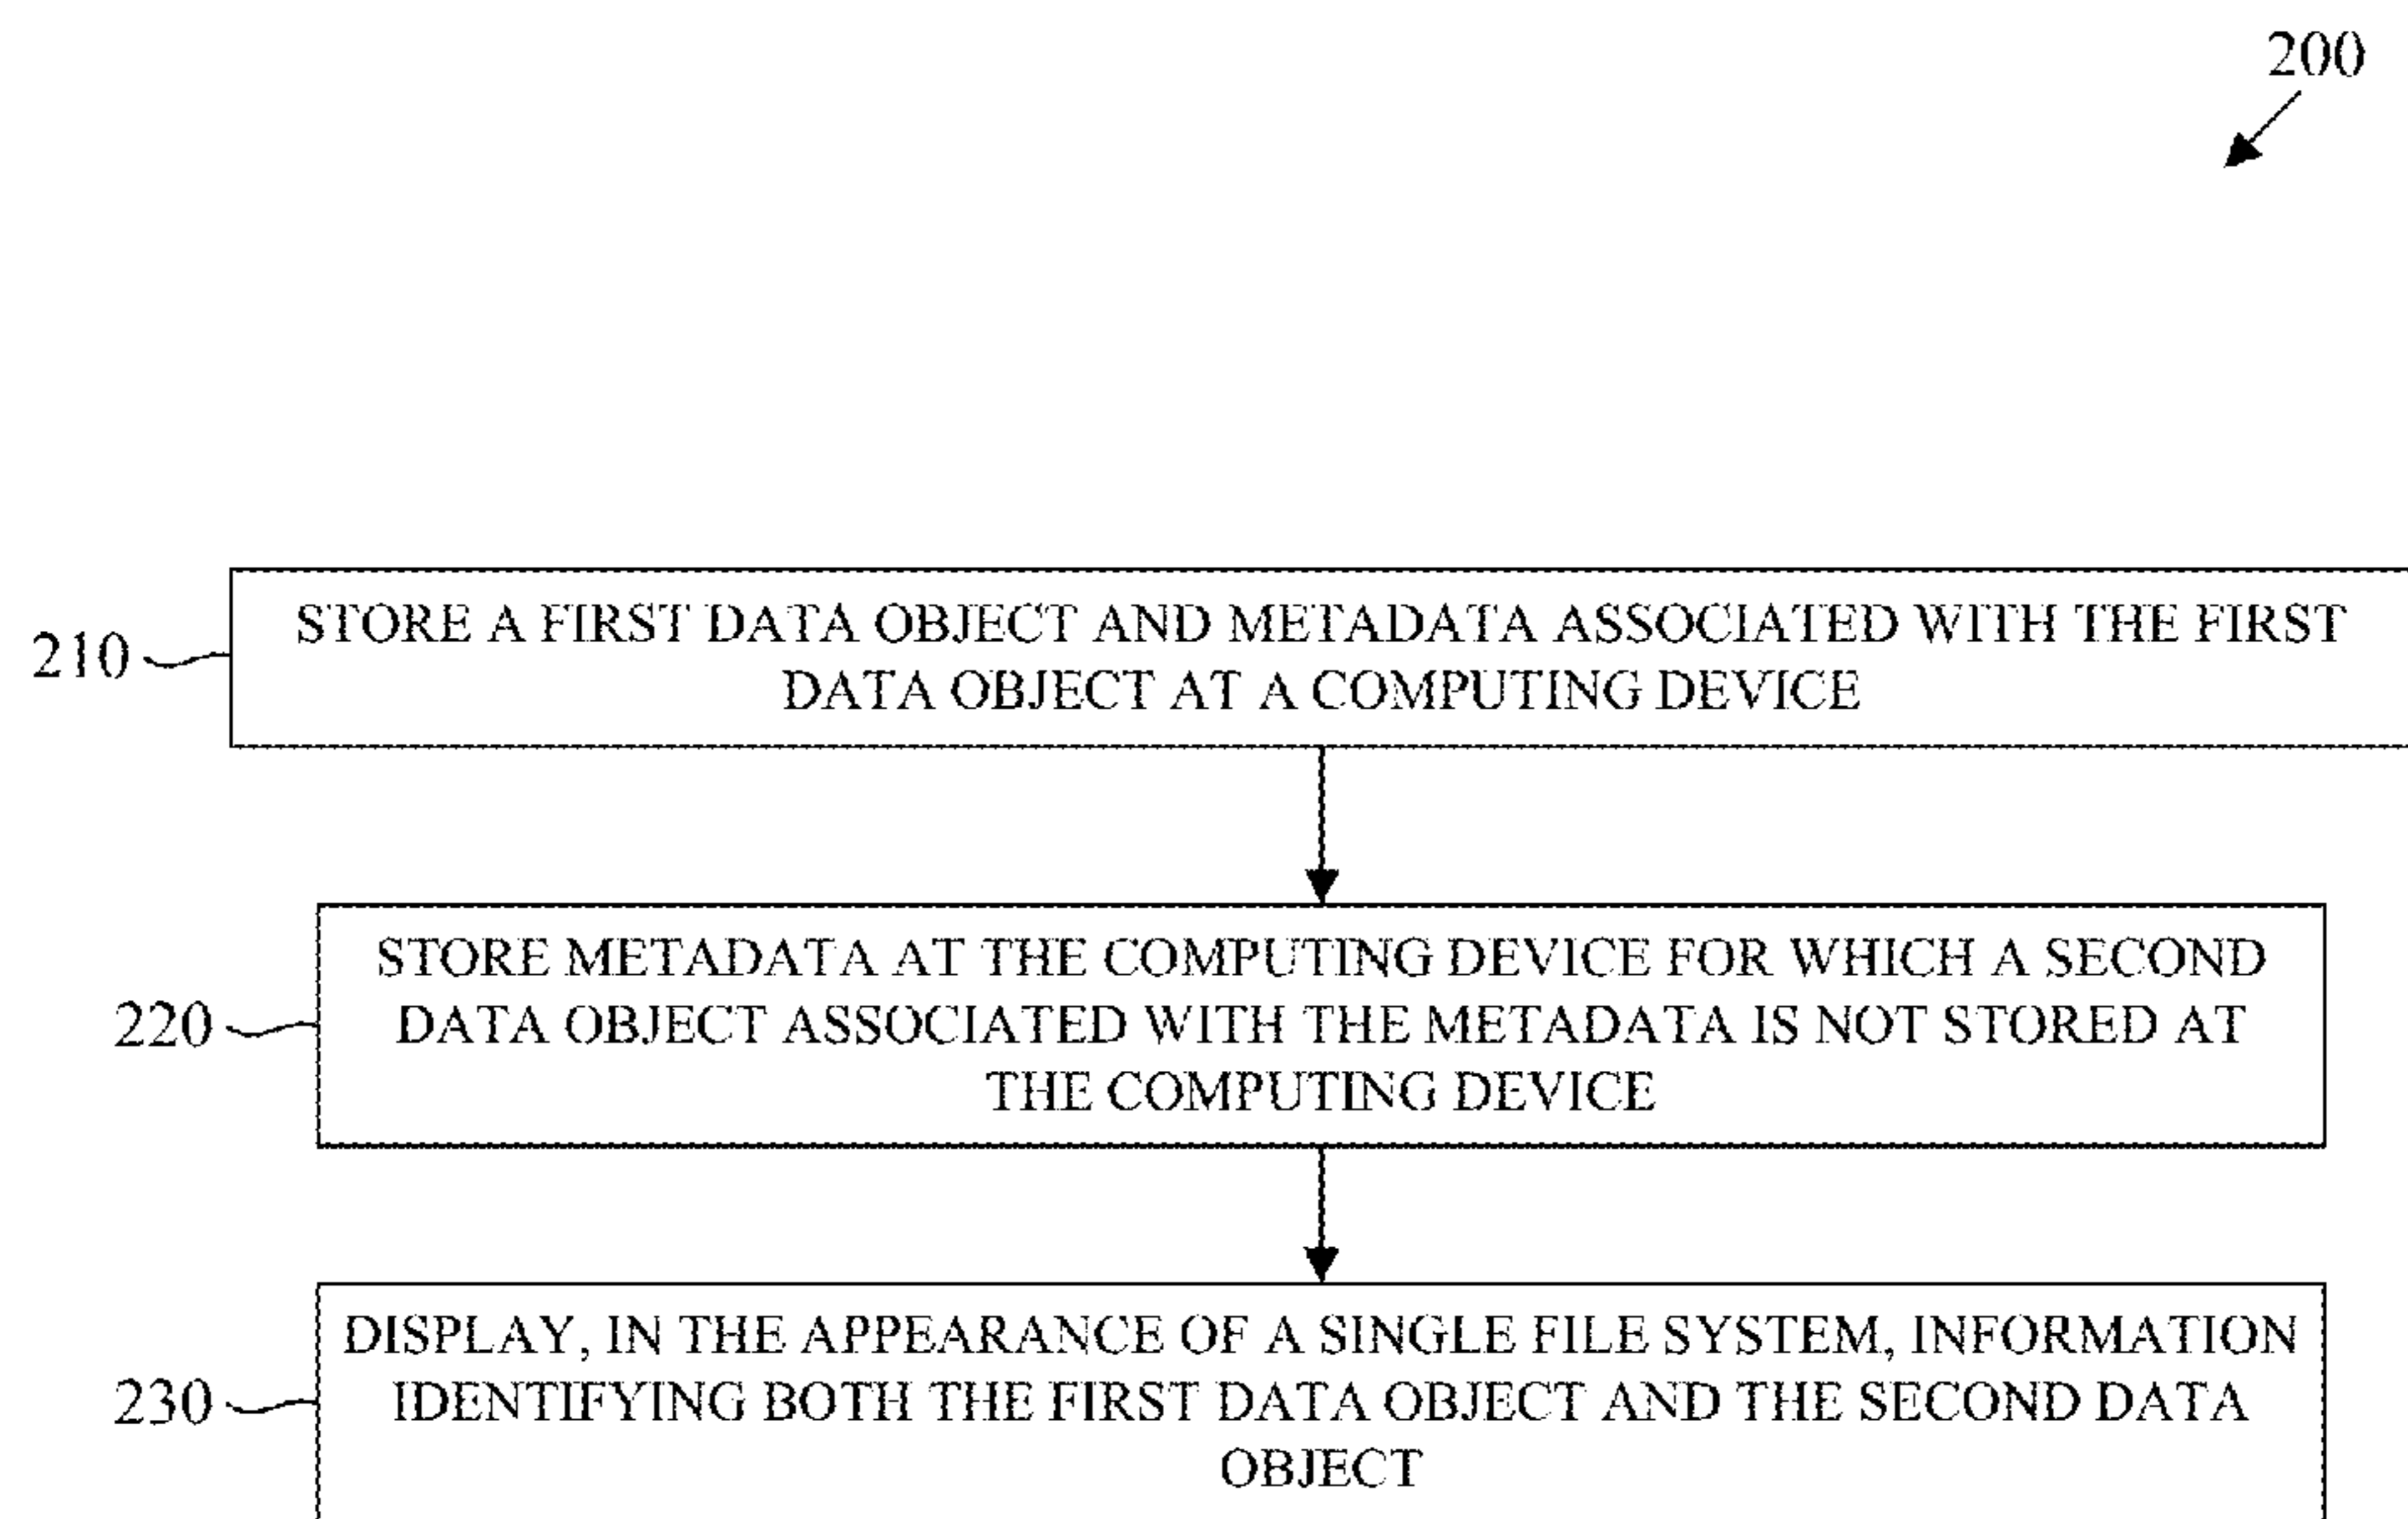 200
210
STORE A FIRST DATA OBJECT AND METADATA ASSOCIATED WITH THE FIRST
DATA OBJECT AT A COMPUTING DEVICE
220
STORE METADATA AT THE COMPUTING DEVICE FOR WHICH A SECOND
DATA OBJECT ASSOCIATED WITH THE METADATA IS NOT STORED AT
THE COMPUTING DEVICE
230
DISPLAY, IN THE APPEARANCE OF A SINGLE FILE SYSTEM, INFORMATION
IDENTIFYING BOTH THE FIRST DATA OBJECT AND THE SECOND DATA
OBJECT